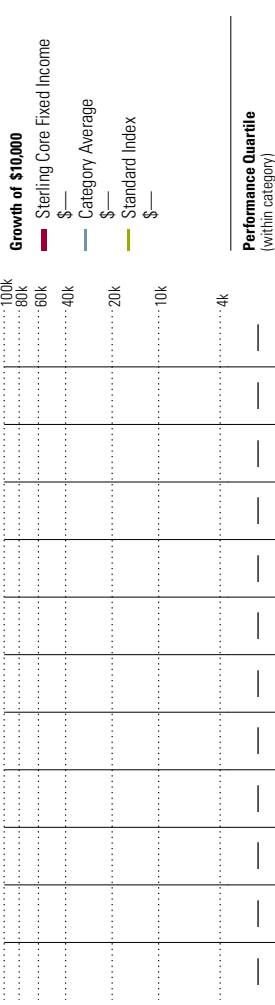 Growth of $10,000
Sterling Core Fixed Income
$—
Category Average
$—
Standard Index
$—
100k
80k
60k
40k
20k
10k
4k
Performance Quartile
(within category)
— — — — — — — — — — — —